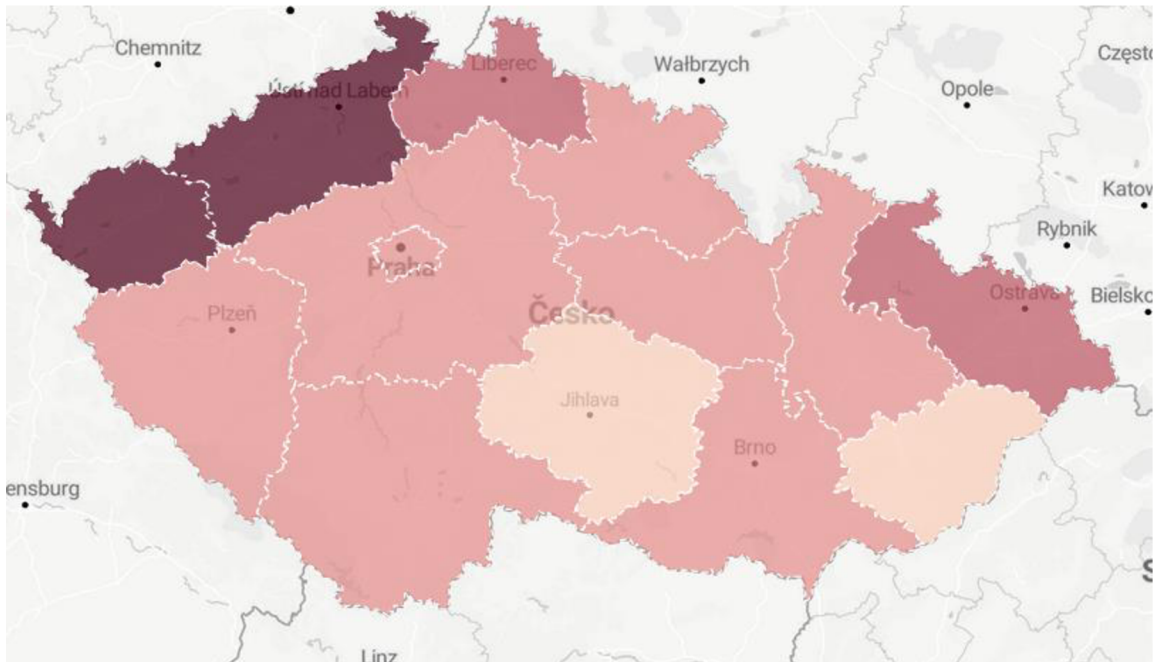 Chemnitz
Liberec
Wałbrzych
Często
Ústí nad Labem
Opole
Katow
Rybnik
Praha
Plzeň
Česko
Ostrava
Bielsko
Jihlava
Brno
ensburg
S
Linz